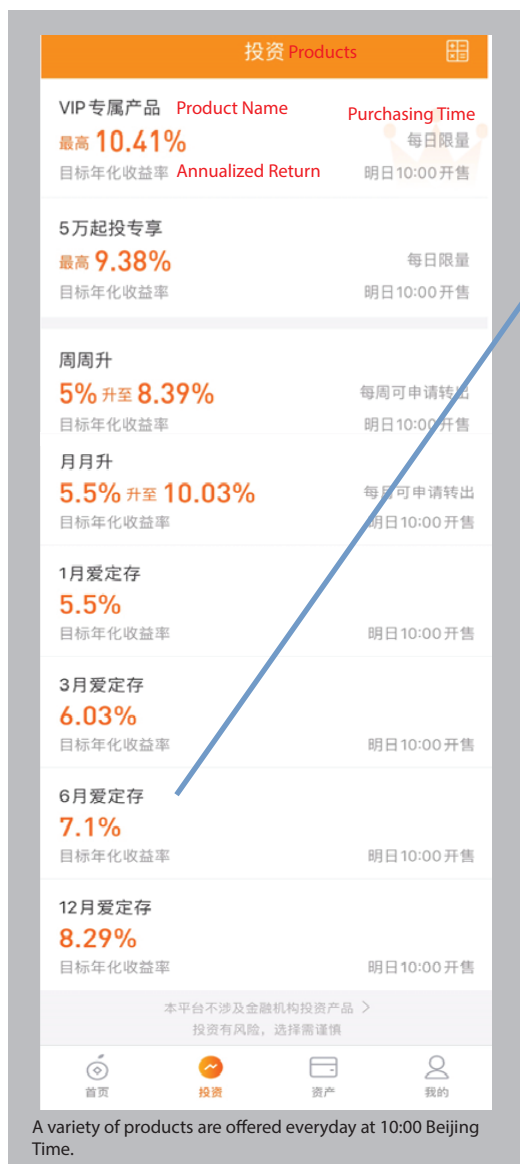 投资 Products
VIP专属产品 Product Name Purchasing Time
最高 10.41% 每日限量
目标年化收益率 Annualized Return 明日10:00开售
5万起投专享
最高 9.38% 每日限量
目标年化收益率 明日10:00开售
周周升
5% 升至 8.39% 每周可申请转出
目标年化收益率 明日10:00开售
月月升
5.5% 升至 10.03% 每月可申请转出
目标年化收益率 明日10:00开售
1月爱定存
5.5%
目标年化收益率 明日10:00开售
3月爱定存
6.03%
目标年化收益率 明日10:00开售
6月爱定存
7.1%
目标年化收益率 明日10:00开售
12月爱定存
8.29%
目标年化收益率 明日10:00开售
本平台不涉及金融机构投资产品 >
投资有风险，选择需谨慎
首页 投资 资产 我的
A variety of products are offered everyday at 10:00 Beijing
Time.